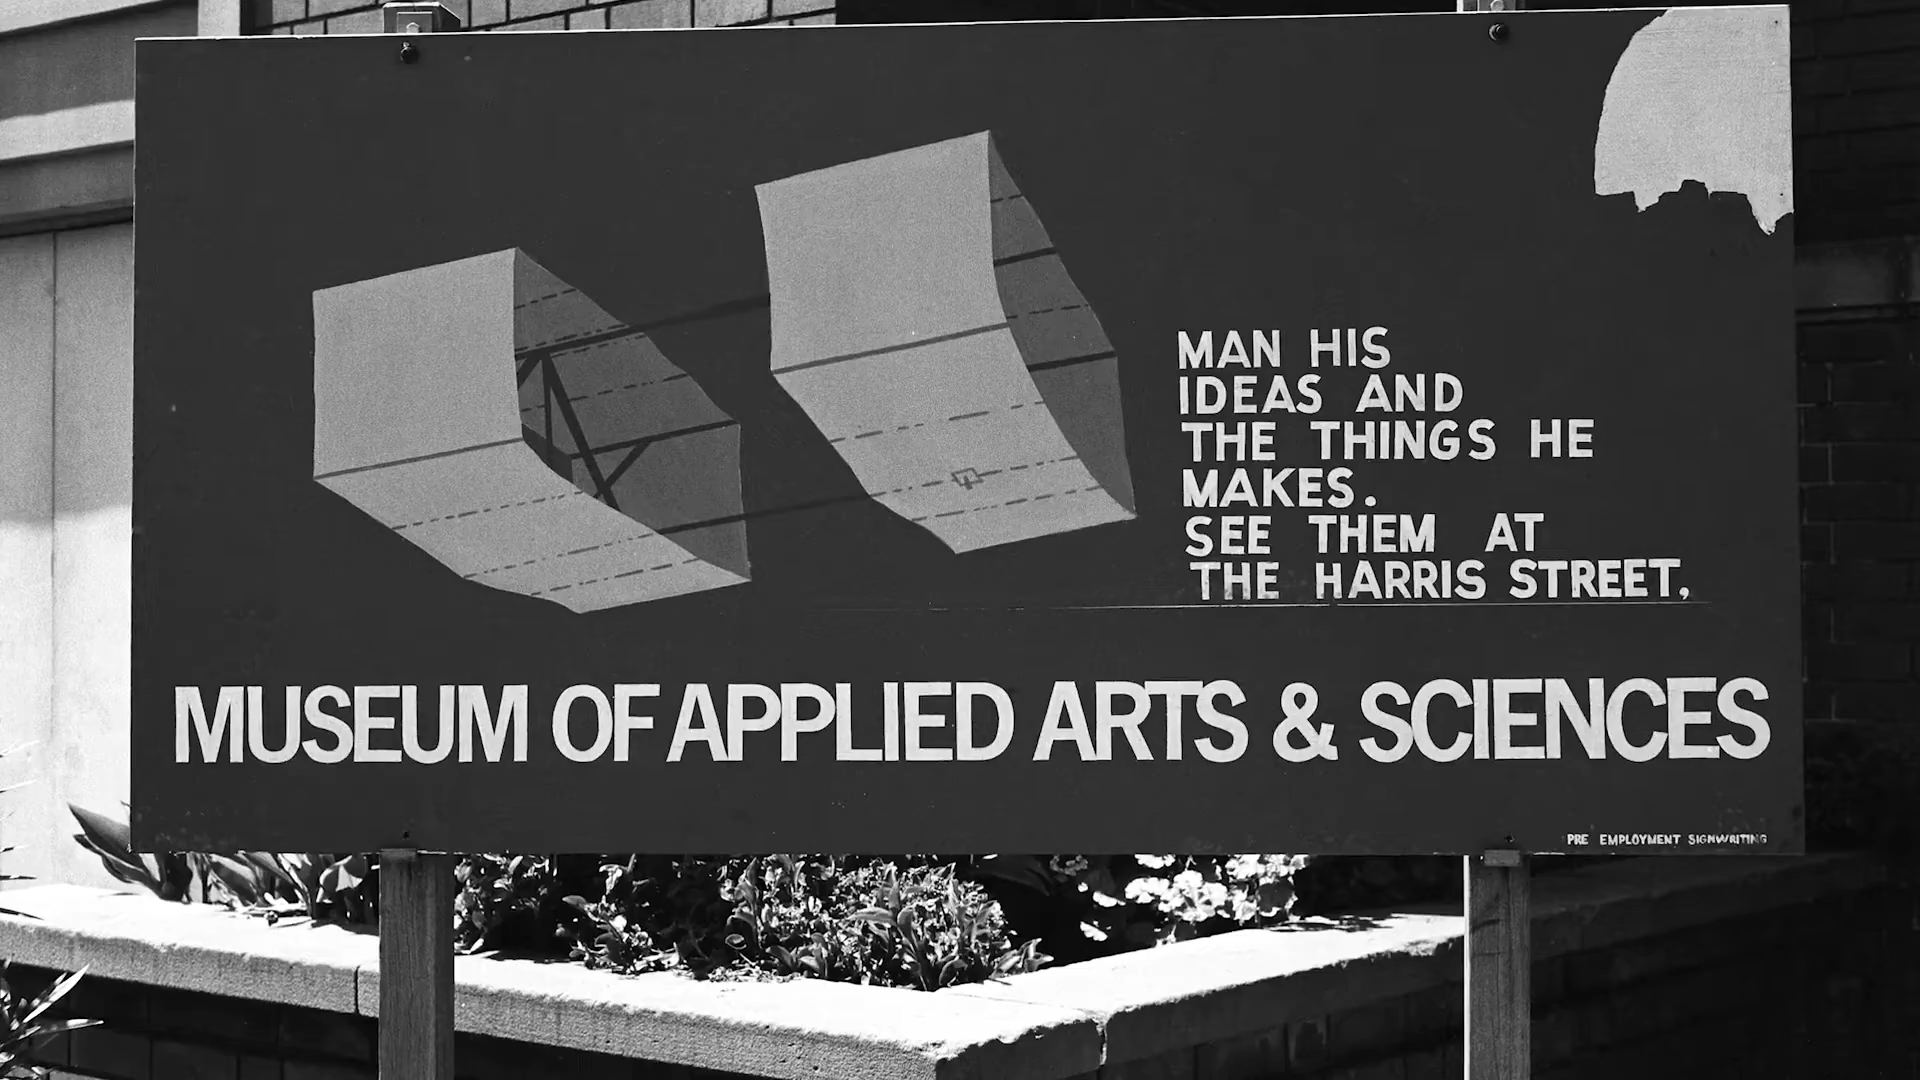 MAN HIS
IDEAS AND
THE THINGS HE
MAKES.
SEE THEM AT
THE HARRIS STREET,
MUSEUM OF APPLIED ARTS & SCIENCES
PRE EMPLOYMENT SIGNWRITING